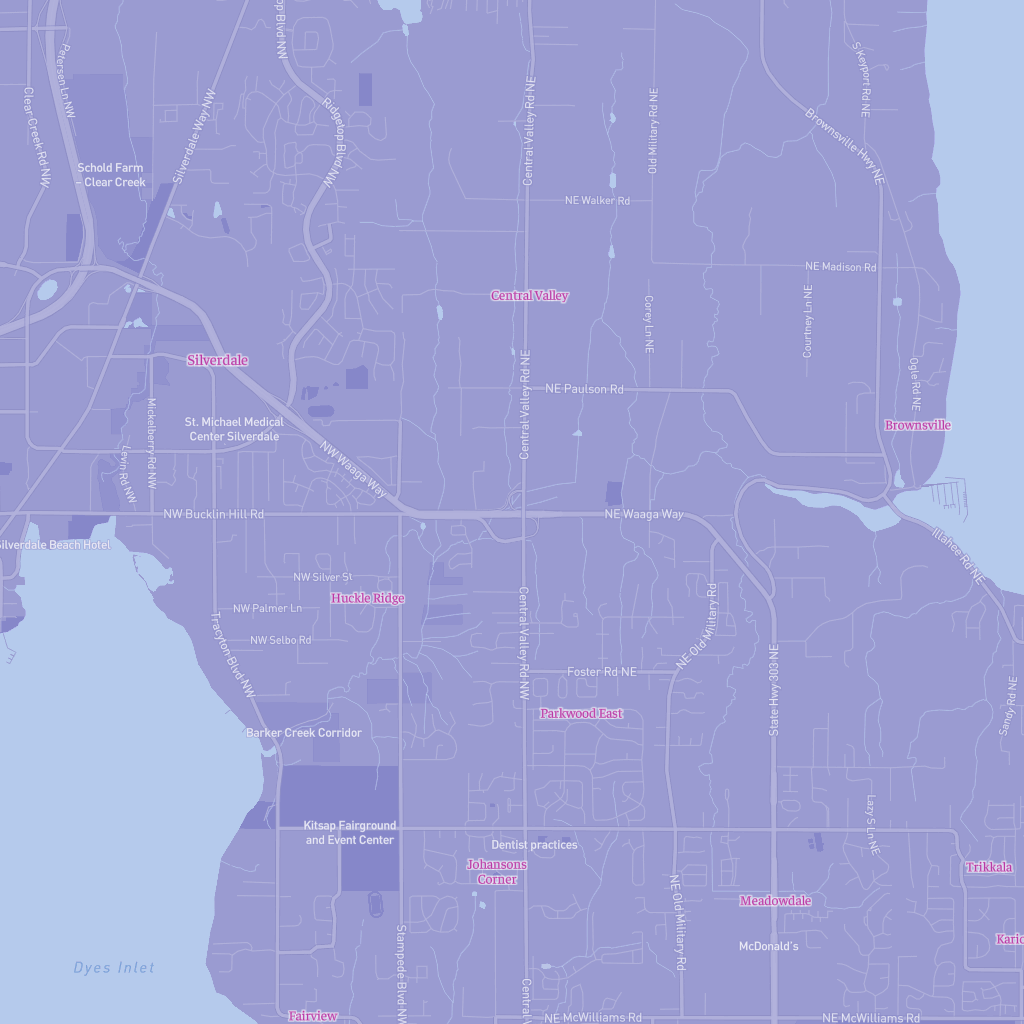 Petersen Ln NW
Ridgetop Blvd NW
Clear Creek Rd NW
Silverdale Way NW
Central Valley Rd NE
Old Military Rd NE
S Keyport Rd NE
Brownsville Hwy NE
Schold Farm
– Clear Creek
NE Walker Rd
NE Madison Rd
Central Valley
Corey Ln NE
Courtney Ln NE
Silverdale
Central Valley Rd NE
NE Paulson Rd
Ogle Rd NE
Mickelberry Rd NW
St. Michael Medical
Center Silverdale
Brownsville
Levin Rd NW
NW Waaga Way
NW Bucklin Hill Rd
NE Waaga Way
Silverdale Beach Hotel
Illahee Rd NE
NW Silver St
Huckle Ridge
NW Palmer Ln
Tracyton Blvd NW
NW Selbo Rd
Central Valley Rd NW
NE Old Military Rd
Foster Rd NE
State Hwy 303 NE
Sandy Rd NE
Parkwood East
Barker Creek Corridor
Kitsap Fairground
and Event Center
Dentist practices
Lazy S Ln NE
Johansons
Corner
Trikkala
Meadowdale
NE Old Military Rd
McDonald's
Karic
Stampede Blvd NW
Dyes Inlet
Central V
Fairview
NE McWilliams Rd
NE McWilliams Rd